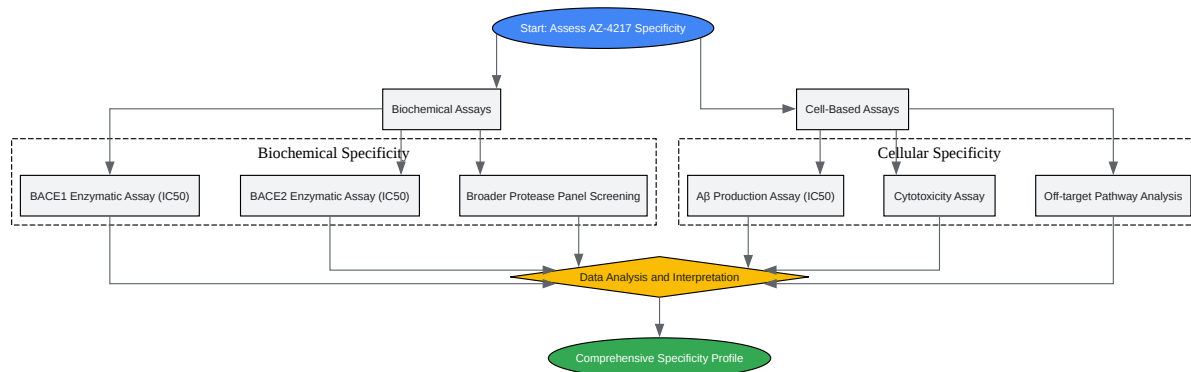 Start: Assess AZ-4217 Specificity
Biochemical Assays
Cell-Based Assays
Biochemical Specificity
Cellular Specificity
BACE1 Enzymatic Assay (IC50)
BACE2 Enzymatic Assay (IC50)
Broader Protease Panel Screening
Aβ Production Assay (IC50)
Cytotoxicity Assay
Off-target Pathway Analysis
Data Analysis and Interpretation
Comprehensive Specificity Profile